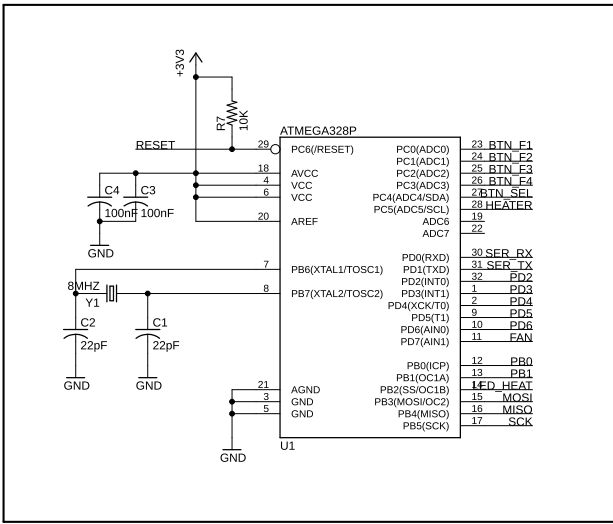 +3V3
R7
10K
ATMEGA328P
RESET 29 PC6(/RESET) PC0(ADC0) 23 BTN_F1
PC1(ADC1) 24 BTN_F2
18 AVCC PC2(ADC2) 25 BTN_F3
4 VCC PC3(ADC3) 26 BTN_F4
6 VCC PC4(ADC4/SDA) 27 BTN_SEL
PC5(ADC5/SCL) 28 HEATER
20 AREF ADC6 19
ADC7 22
C4 C3
100nF 100nF
GND
PD0(RXD) 30 SER_RX
7 PB6(XTAL1/TOSC1) PD1(TXD) 31 SER_TX
PD2(INT0) 32 PD2
8MHZ 8 PB7(XTAL2/TOSC2) PD3(INT1) 1 PD3
Y1 PD4(XCK/T0) 2 PD4
PD5(T1) 9 PD5
C2 C1 PD6(AIN0) 10 PD6
22pF 22pF PD7(AIN1) 11 FAN
GND GND
PB0(ICP) 12 PB0
PB1(OC1A) 13 PB1
21 AGND PB2(SS/OC1B) 14 LED_HEAT
3 GND PB3(MOSI/OC2) 15 MOSI
5 GND PB4(MISO) 16 MISO
PB5(SCK) 17 SCK
U1
GND